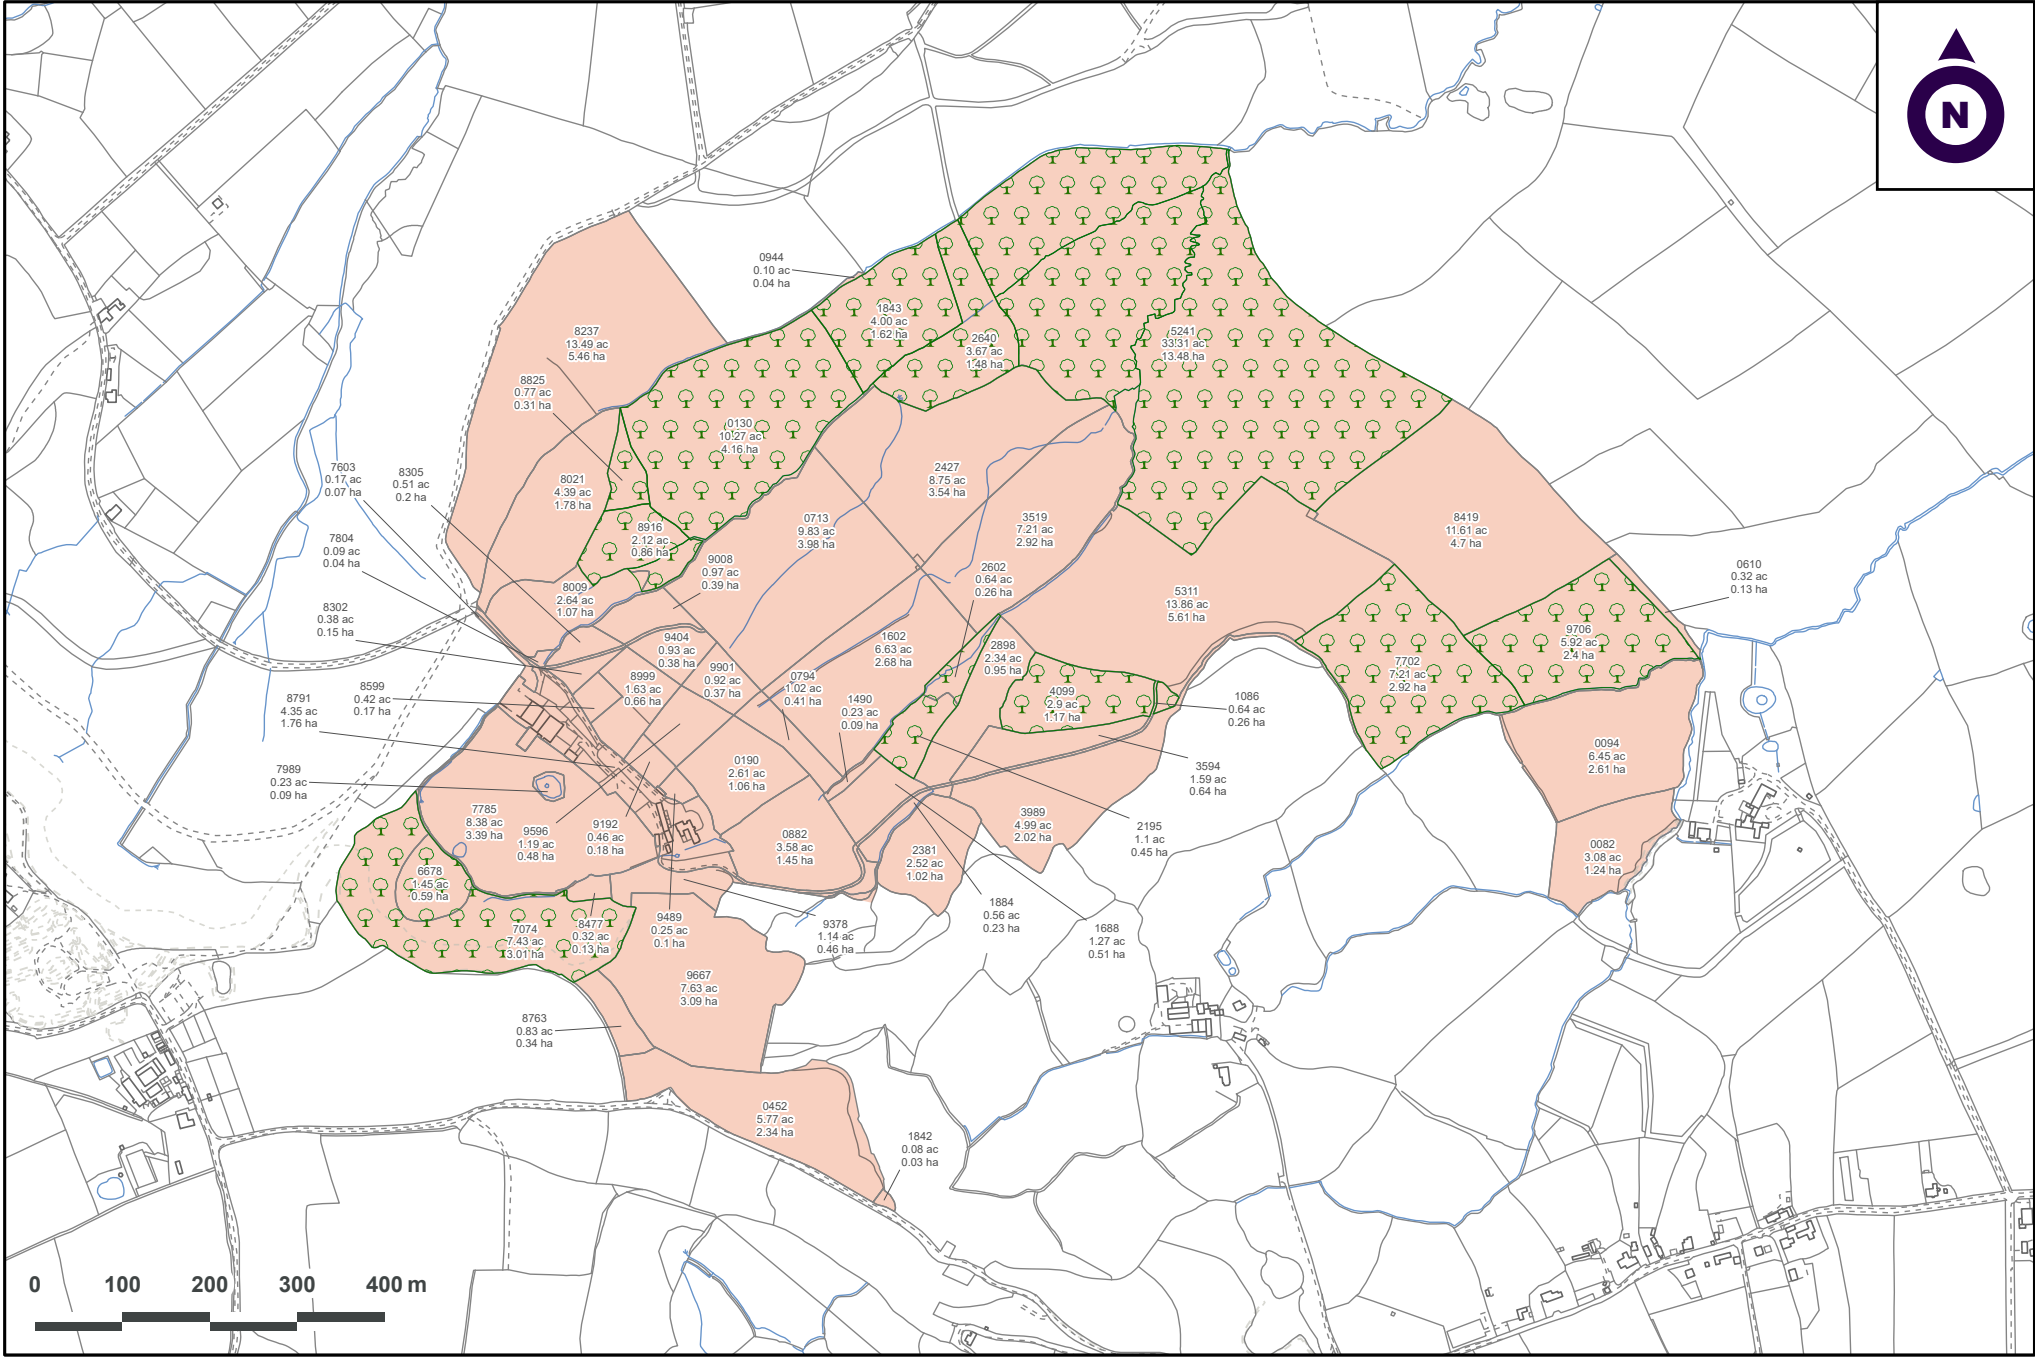 N
0944
0.10 ac
0.04 ha
1843
4.00 ac
1.62 ha
8237
13.49 ac
5.46 ha
2640
3.67 ac
1.48 ha
5241
33.31 ac
13.48 ha
8825
0.77 ac
0.31 ha
0130
10.27 ac
4.16 ha
7603
0.17 ac
0.07 ha
8305
0.51 ac
0.2 ha
8021
4.39 ac
1.78 ha
2427
8.75 ac
3.54 ha
0713
9.83 ac
3.98 ha
3519
7.21 ac
2.92 ha
8419
11.61 ac
4.7 ha
8916
2.12 ac
0.86 ha
7804
0.09 ac
0.04 ha
9008
0.97 ac
0.39 ha
2602
0.64 ac
0.26 ha
0610
0.32 ac
0.13 ha
8009
2.64 ac
1.07 ha
5311
13.86 ac
5.61 ha
8302
0.38 ac
0.15 ha
9404
0.93 ac
0.38 ha
1602
6.63 ac
2.68 ha
2898
2.34 ac
0.95 ha
9706
5.92 ac
2.4 ha
8999
1.63 ac
0.66 ha
9901
0.92 ac
0.37 ha
0794
1.02 ac
0.41 ha
7702
7.21 ac
2.92 ha
8599
0.42 ac
0.17 ha
8791
4.35 ac
1.76 ha
1490
0.23 ac
0.09 ha
4099
2.9 ac
1.17 ha
1086
0.64 ac
0.26 ha
0190
2.61 ac
1.06 ha
0094
6.45 ac
2.61 ha
7989
0.23 ac
0.09 ha
3594
1.59 ac
0.64 ha
7785
8.38 ac
3.39 ha
9596
1.19 ac
0.48 ha
9192
0.46 ac
0.18 ha
0882
3.58 ac
1.45 ha
3989
4.99 ac
2.02 ha
2195
1.1 ac
0.45 ha
2381
2.52 ac
1.02 ha
0082
3.08 ac
1.24 ha
6678
1.45 ac
0.59 ha
7074
7.43 ac
3.01 ha
8477
0.32 ac
0.13 ha
9489
0.25 ac
0.1 ha
9378
1.14 ac
0.46 ha
1884
0.56 ac
0.23 ha
1688
1.27 ac
0.51 ha
9667
7.63 ac
3.09 ha
8763
0.83 ac
0.34 ha
0452
5.77 ac
2.34 ha
1842
0.08 ac
0.03 ha
0 100 200 300 400 m